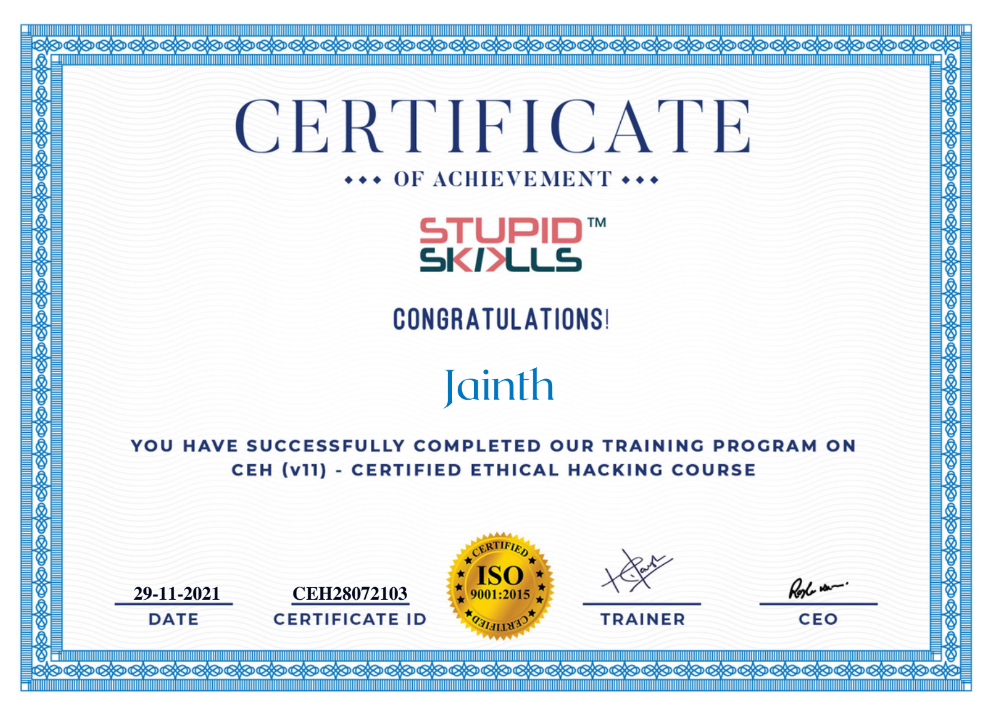 CERTIFICATE
OF ACHIEVEMENT
STUPID™
SKILLS
CONGRATULATIONS!
Jainth
YOU HAVE SUCCESSFULLY COMPLETED OUR TRAINING PROGRAM ON
CEH (v11) - CERTIFIED ETHICAL HACKING COURSE
CERTIFIED
ISO
9001:2015
CERTIFIED
29-11-2021
DATE
CEH28072103
CERTIFICATE ID
TRAINER
CEO